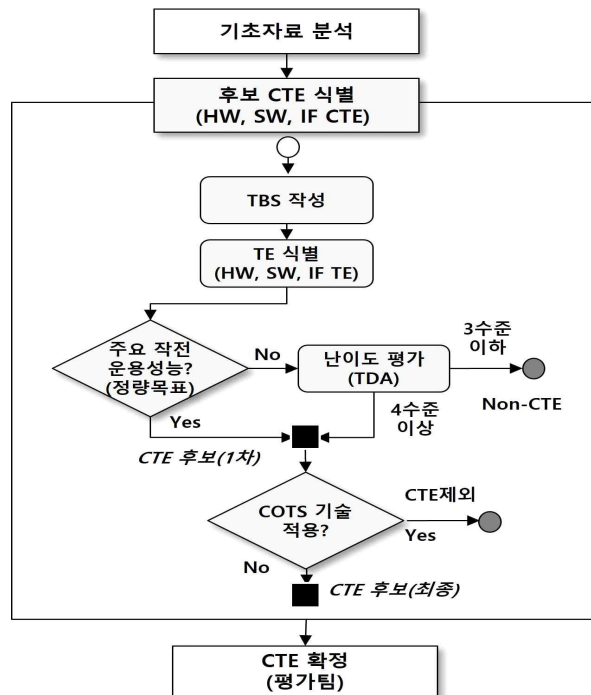 기초자료 분석
후보 CTE 식별
(HW, SW, IF CTE)
TBS 작성
TE 식별
(HW, SW, IF TE)
주요 작전
운용성능?
(정량목표)
No
난이도 평가
(TDA)
3수준
이하
Non-CTE
Yes
4수준
이상
CTE 후보(1차)
COTS 기술
적용?
CTE제외
Yes
No
CTE 후보(최종)
CTE 확정
(평가팀)